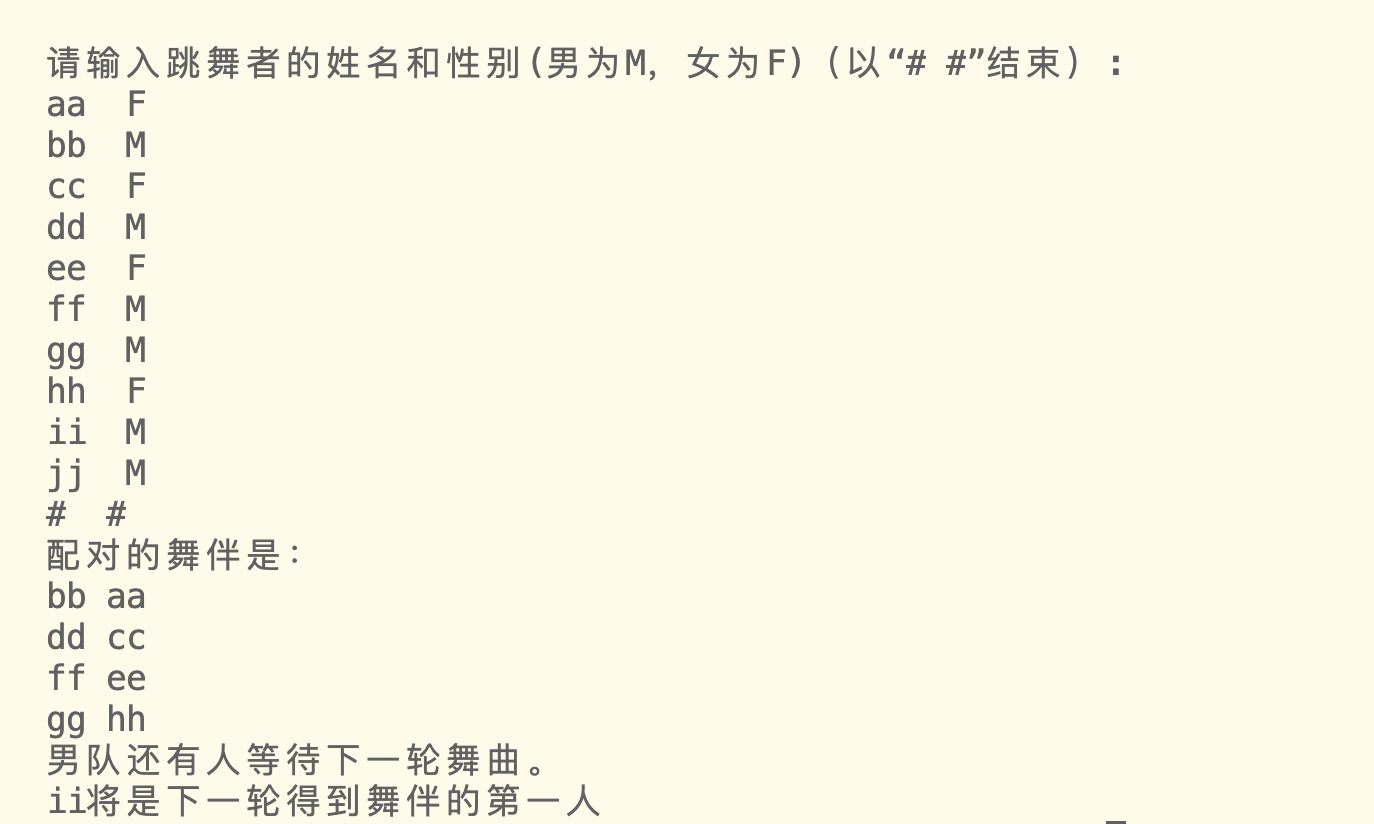 请输入跳舞者的姓名和性别(男为M, 女为F) (以“# #”结束) :
aa  F
bb  M
cc  F
dd  M
ee  F
ff  M
gg  M
hh  F
ii  M
jj  M
#  #
配对的舞伴是:
bb aa
dd cc
ff ee
gg hh
男队还有人等待下一轮舞曲。
ii将是下一轮得到舞伴的第一人